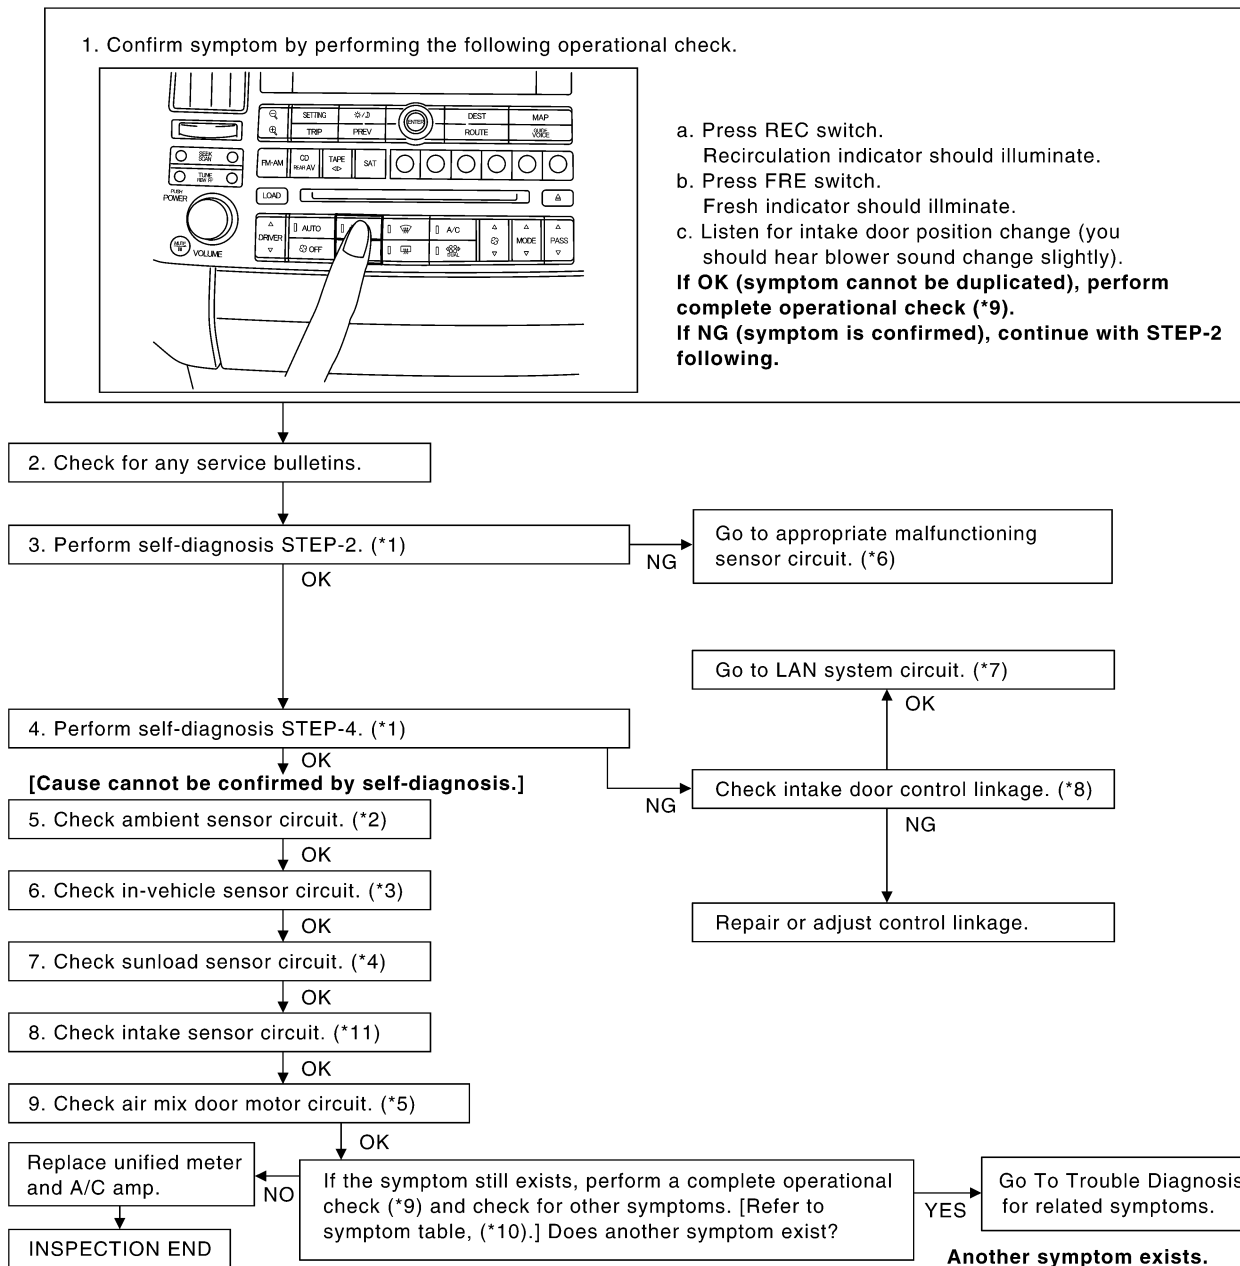 1. Confirm symptom by performing the following operational check.
SETTING
DEST
MAP
TRIP
PREV
ENTER
ROUTE
GUIDE
VOICE
SEEK
SCAN
TUNE
FM·AM
CD
REAR AV
TAPE
SAT
PUSH
POWER
LOAD
MUTE
VOLUME
DRIVER
AUTO
OFF
A/C
DUAL
MODE
PASS
a. Press REC switch.
Recirculation indicator should illuminate.
b. Press FRE switch.
Fresh indicator should illminate.
c. Listen for intake door position change (you
should hear blower sound change slightly).
If OK (symptom cannot be duplicated), perform
complete operational check (*9).
If NG (symptom is confirmed), continue with STEP-2
following.
2. Check for any service bulletins.
3. Perform self-diagnosis STEP-2. (*1)
NG
Go to appropriate malfunctioning
sensor circuit. (*6)
OK
Go to LAN system circuit. (*7)
OK
4. Perform self-diagnosis STEP-4. (*1)
OK
NG
Check intake door control linkage. (*8)
NG
Repair or adjust control linkage.
[Cause cannot be confirmed by self-diagnosis.]
5. Check ambient sensor circuit. (*2)
OK
6. Check in-vehicle sensor circuit. (*3)
OK
7. Check sunload sensor circuit. (*4)
OK
8. Check intake sensor circuit. (*11)
OK
9. Check air mix door motor circuit. (*5)
OK
If the symptom still exists, perform a complete operational
check (*9) and check for other symptoms. [Refer to
symptom table, (*10).] Does another symptom exist?
NO
Replace unified meter
and A/C amp.
INSPECTION END
YES
Go To Trouble Diagnosis
for related symptoms.
Another symptom exists.